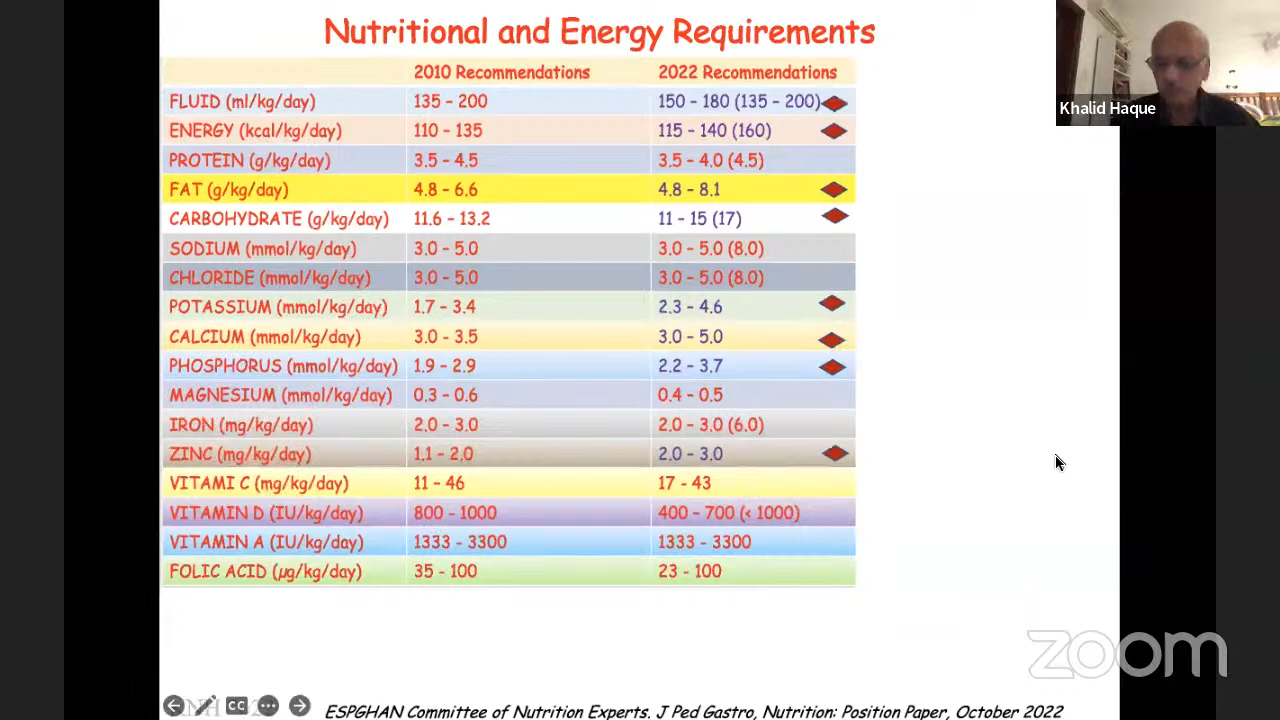 Nutritional and Energy Requirements
Khalid Haque
2010 Recommendations 2022 Recommendations
FLUID (ml/kg/day) 135 - 200 150 - 180 (135 - 200)
ENERGY (kcal/kg/day) 110 - 135 115 - 140 (160)
PROTEIN (g/kg/day) 3.5 - 4.5 3.5 - 4.0 (4.5)
FAT (g/kg/day) 4.8 - 6.6 4.8 - 8.1
CARBOHYDRATE (g/kg/day) 11.6 - 13.2 11 - 15 (17)
SODIUM (mmol/kg/day) 3.0 - 5.0 3.0 - 5.0 (8.0)
CHLORIDE (mmol/kg/day) 3.0 - 5.0 3.0 - 5.0 (8.0)
POTASSIUM (mmol/kg/day) 1.7 - 3.4 2.3 - 4.6
CALCIUM (mmol/kg/day) 3.0 - 3.5 3.0 - 5.0
PHOSPHORUS (mmol/kg/day) 1.9 - 2.9 2.2 - 3.7
MAGNESIUM (mmol/kg/day) 0.3 - 0.6 0.4 - 0.5
IRON (mg/kg/day) 2.0 - 3.0 2.0 - 3.0 (6.0)
ZINC (mg/kg/day) 1.1 - 2.0 2.0 - 3.0
VITAMI C (mg/kg/day) 11 - 46 17 - 43
VITAMIN D (IU/kg/day) 800 - 1000 400 - 700 (< 1000)
VITAMIN A (IU/kg/day) 1333 - 3300 1333 - 3300
FOLIC ACID (µg/kg/day) 35 - 100 23 - 100
zoom
CC
ESPGHAN Committee of Nutrition Experts. J Ped Gastro, Nutrition: Position Paper, October 2022